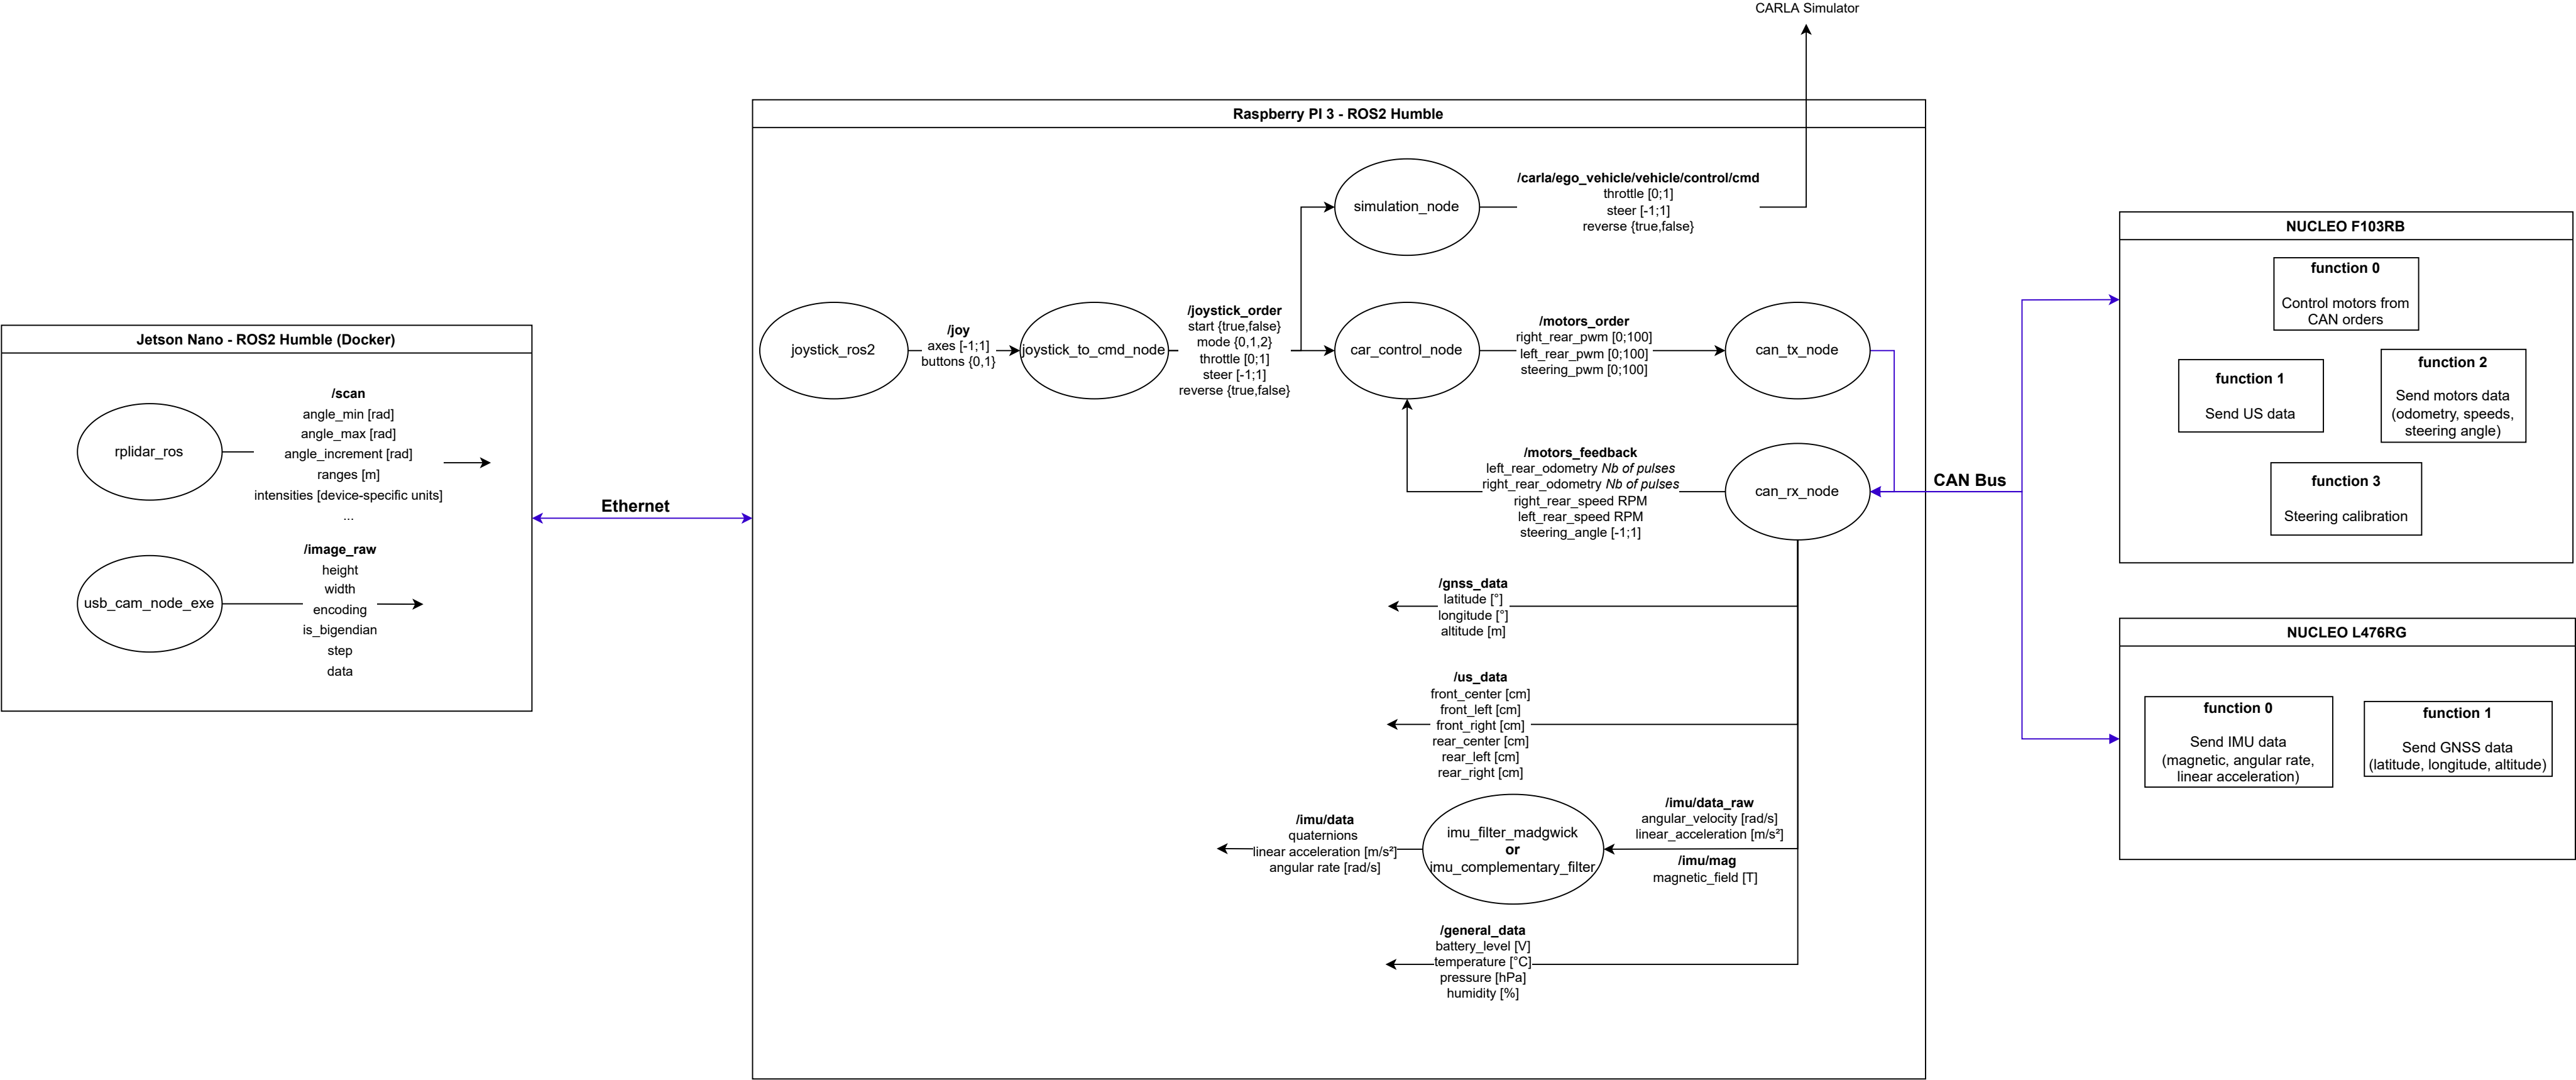 CARLA Simulator
Jetson Nano - ROS2 Humble (Docker)
rplidar_ros
/scan
angle_min [rad]
angle_max [rad]
angle_increment [rad]
ranges [m]
intensities [device-specific units]
...
usb_cam_node_exe
/image_raw
height
width
encoding
is_bigendian
step
data
Ethernet
Raspberry PI 3 - ROS2 Humble
simulation_node
/carla/ego_vehicle/vehicle/control/cmd
throttle [0;1]
steer [-1;1]
reverse {true,false}
joystick_ros2
/joy
axes [-1;1]
buttons {0,1}
joystick_to_cmd_node
/joystick_order
start {true,false}
mode {0,1,2}
throttle [0;1]
steer [-1;1]
reverse {true,false}
car_control_node
/motors_order
right_rear_pwm [0;100]
left_rear_pwm [0;100]
steering_pwm [0;100]
can_tx_node
/motors_feedback
left_rear_odometry Nb of pulses
right_rear_odometry Nb of pulses
right_rear_speed RPM
left_rear_speed RPM
steering_angle [-1;1]
can_rx_node
/gnss_data
latitude [°]
longitude [°]
altitude [m]
/us_data
front_center [cm]
front_left [cm]
front_right [cm]
rear_center [cm]
rear_left [cm]
rear_right [cm]
/imu/data
quaternions
linear acceleration [m/s²]
angular rate [rad/s]
imu_filter_madgwick
or
imu_complementary_filter
/imu/data_raw
angular_velocity [rad/s]
linear_acceleration [m/s²]
/imu/mag
magnetic_field [T]
/general_data
battery_level [V]
temperature [°C]
pressure [hPa]
humidity [%]
CAN Bus
NUCLEO F103RB
function 0
Control motors from
CAN orders
function 1
Send US data
function 2
Send motors data
(odometry, speeds,
steering angle)
function 3
Steering calibration
NUCLEO L476RG
function 0
Send IMU data
(magnetic, angular rate,
linear acceleration)
function 1
Send GNSS data
(latitude, longitude, altitude)